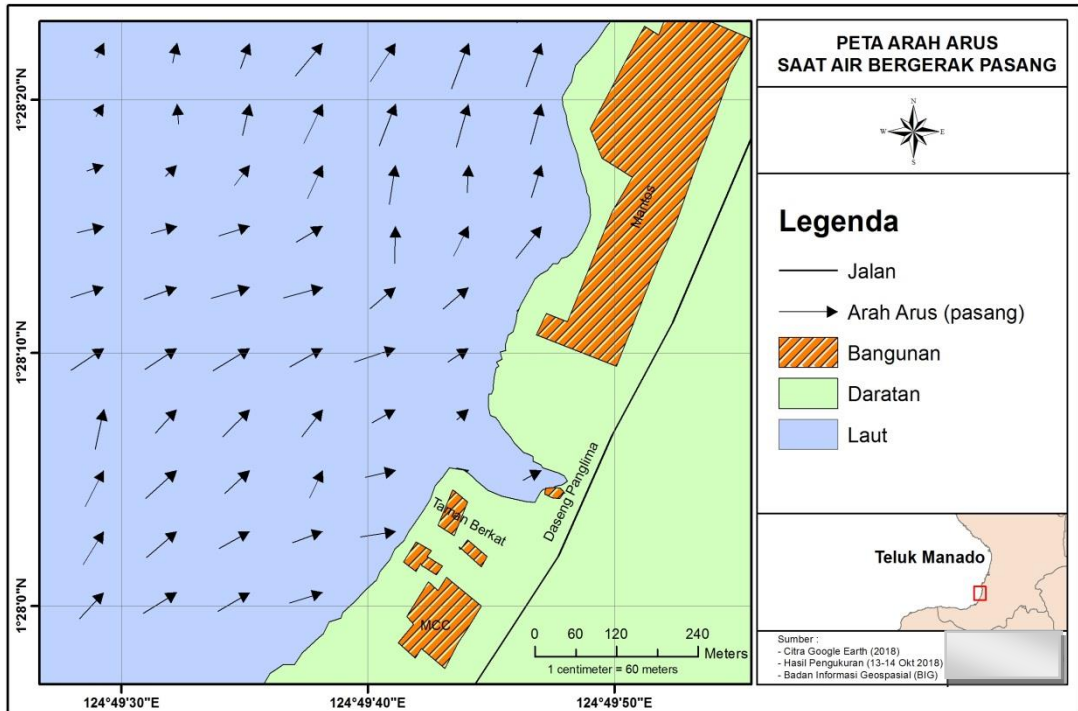 PETA ARAH ARUS
SAAT AIR BERGERAK PASANG
N
W E
S
Legenda
Jalan
Arah Arus (pasang)
Bangunan
Daratan
Laut
Teluk Manado
Sumber :
- Citra Google Earth (2018)
- Hasil Pengukuran (13-14 Okt 2018)
- Badan Informasi Geospasial (BIG)
1°28'20"N
1°28'10"N
1°28'0"N
124°49'30"E 124°49'40"E 124°49'50"E
Mantos
Daseng Panglima
Taman Berkat
MCC
0 60 120 240
Meters
1 centimeter = 60 meters